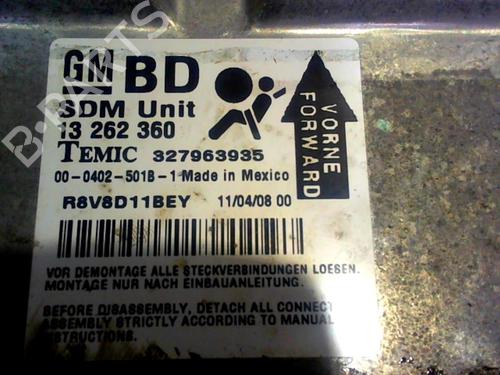 GM BD
SDM Unit
13 262 360
TEMIC 327963935
00-0402-501B-1 Made in Mexico
R8V8D11BEY 11/04/08 00
VORNE
FORWARD
VOR DEMONTAGE ALLE STECKVERBINDUNGEN LOESEN.
MONTAGE NUR NACH EINBAUANLEITUNG.
BEFORE DISASSEMBLY, DETACH ALL CONNECT
ASSEMBLY STRICTLY ACCORDING TO MANUAL
INSTRUCTIONS.
B-PARTS